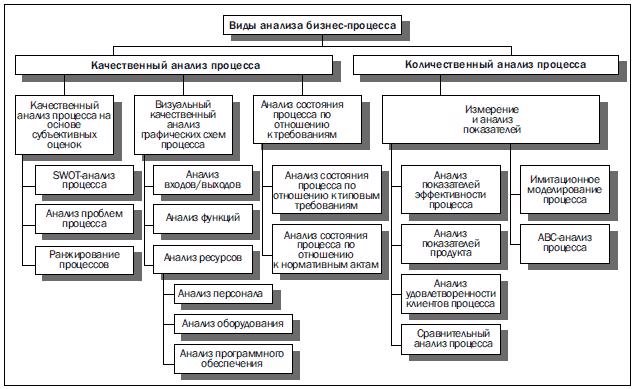 Виды анализа бизнес-процесса
Качественный анализ процесса
Количественный анализ процесса
Качественный
анализ процесса на
основе
субъективных
оценок
Визуальный
качественный
анализ
графических схем
процесса
Анализ состояния
процесса по
отношению
к требованиям
Измерение
и анализ
показателей
SWOT-анализ
процесса
Анализ проблем
процесса
Ранжирование
процессов
Анализ
входов/выходов
Анализ функций
Анализ ресурсов
Анализ персонала
Анализ оборудования
Анализ программного
обеспечения
Анализ состояния
процесса по
отношению к типовым
требованиям
Анализ состояния
процесса по
отношению
к нормативным актам
Анализ
показателей
эффективности
процесса
Анализ
показателей
продукта
Анализ
удовлетворенности
клиентов процесса
Сравнительный
анализ процесса
Имитационное
моделирование
процесса
ABC-анализ
процесса